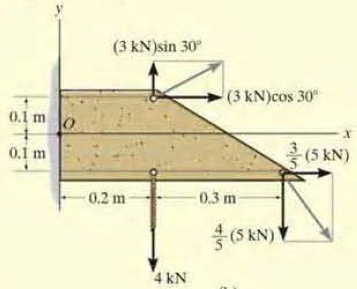 y
(3 kN)sin 30°
(3 kN)cos 30°
0.1 m
O
x
0.1 m
3/5 (5 kN)
0.2 m
0.3 m
4/5 (5 kN)
4 kN